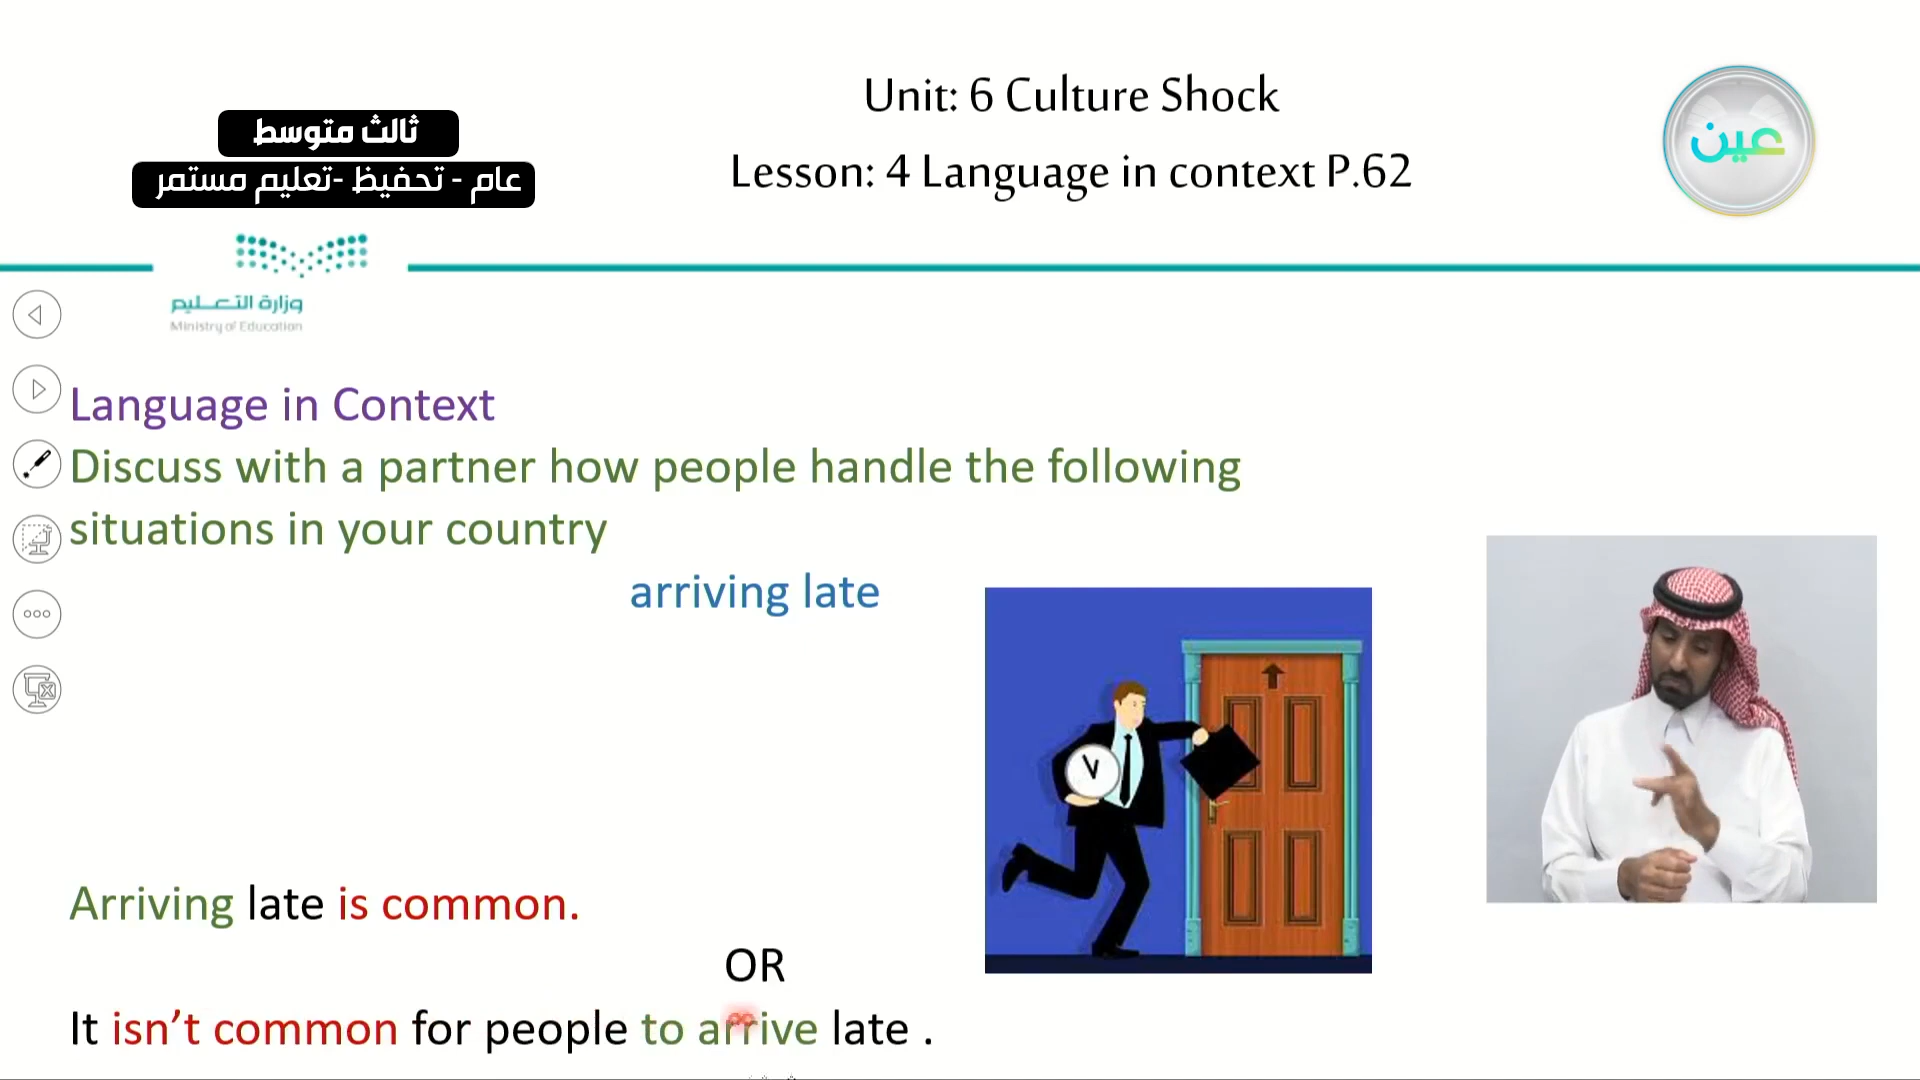 Unit: 6 Culture Shock
Lesson: 4 Language in context P.62
ثالث متوسط
عام - تحفيظ -تعليم مستمر
عين
وزارة التعليم
Ministry of Education
Language in Context
Discuss with a partner how people handle the following
situations in your country
arriving late
Arriving late is common.
OR
It isn’t common for people to arrive late .